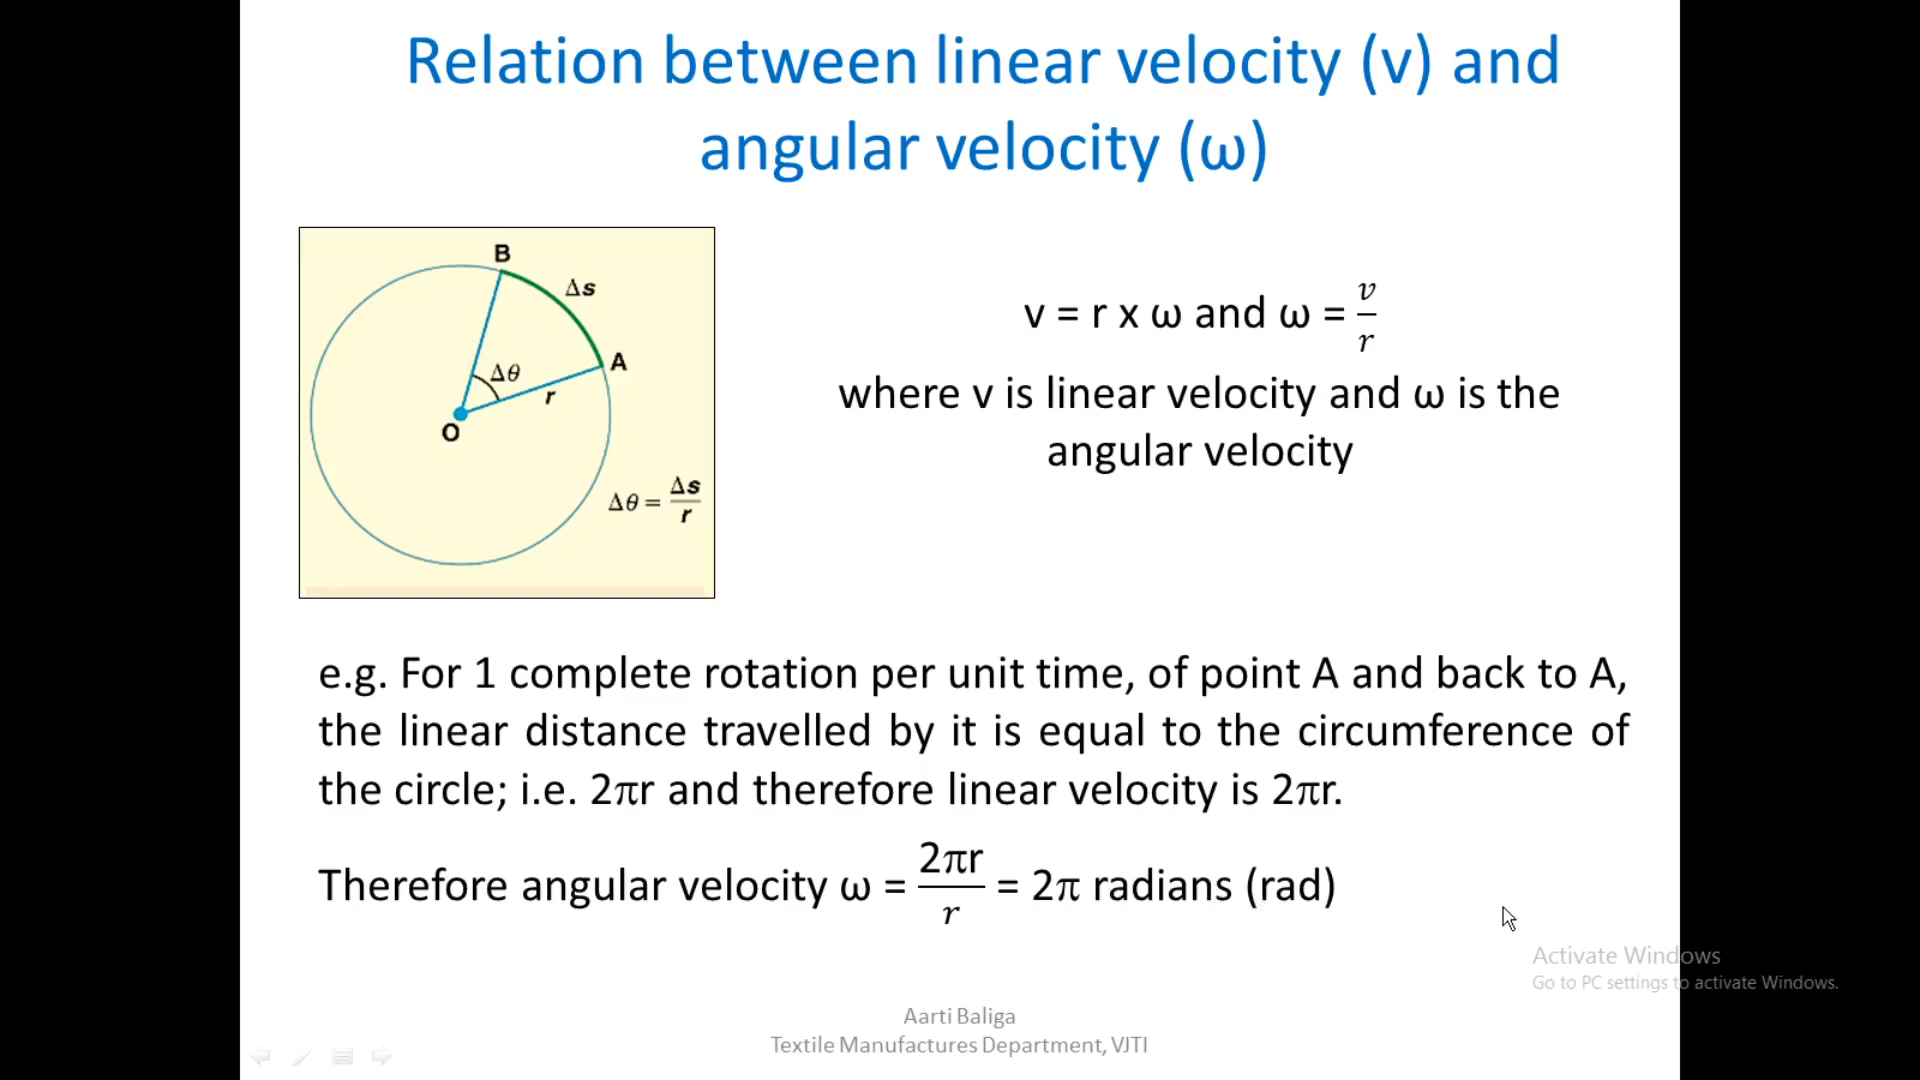 Relation between linear velocity (v) and
angular velocity (ω)
B
Δs
A
Δθ
r
O
Δθ = Δs/r
v = r x ω and ω = v/r
where v is linear velocity and ω is the
angular velocity
e.g. For 1 complete rotation per unit time, of point A and back to A,
the linear distance travelled by it is equal to the circumference of
the circle; i.e. 2πr and therefore linear velocity is 2πr.
Therefore angular velocity ω = 2πr/r = 2π radians (rad)
Activate Windows
Go to PC settings to activate Windows.
Aarti Baliga
Textile Manufactures Department, VJTI